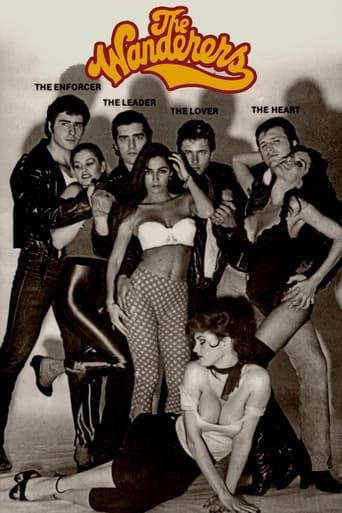 The
Wanderers
THE ENFORCER
THE LEADER
THE LOVER
THE HEART